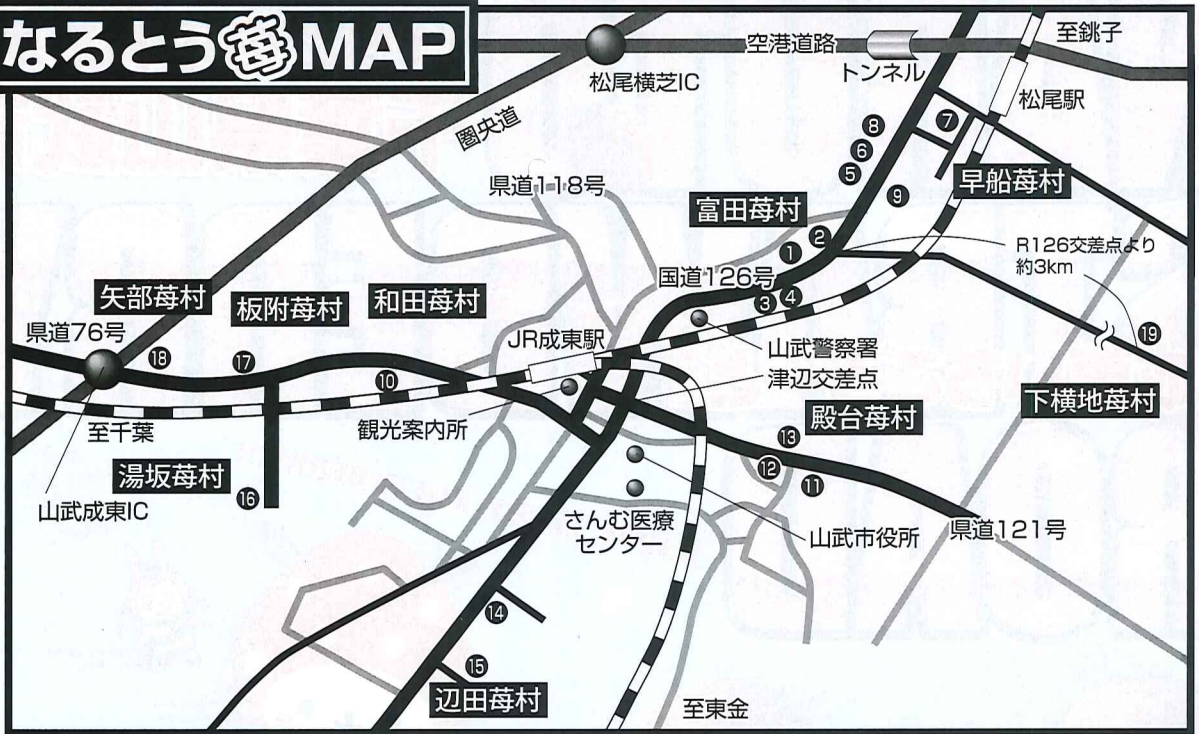 なるとう苺MAP
空港道路
至銚子
トンネル
松尾横芝IC
松尾駅
圏央道
⑧
⑦
⑥
県道118号
⑤
早船苺村
⑨
富田苺村
②
①
R126交差点より
約3km
国道126号
矢部苺村
板附苺村
和田苺村
③
④
県道76号
JR成東駅
山武警察署
⑲
⑱
⑰
⑩
津辺交差点
至千葉
観光案内所
殿台苺村
下横地苺村
⑬
湯坂苺村
⑫
⑪
⑯
山武成東IC
さんむ医療
センター
山武市役所
県道121号
⑭
⑮
辺田苺村
至東金